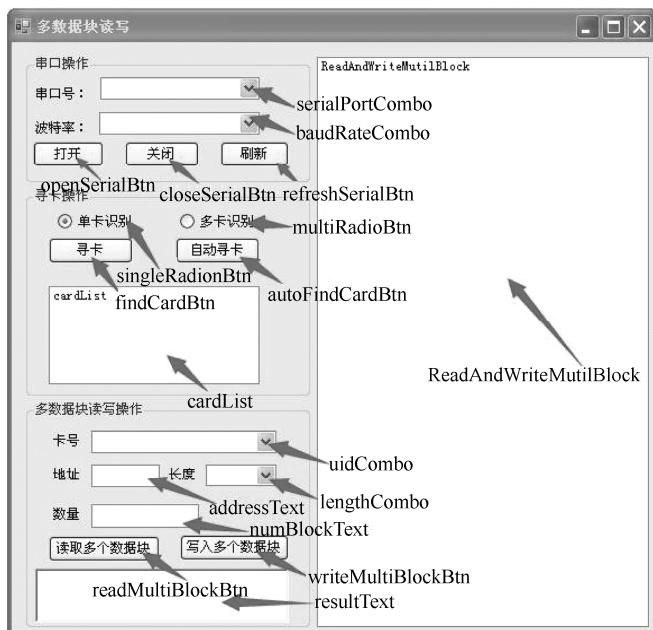 多数据块读写
串口操作
ReadAndWriteMutilBlock
串口号：
serialPortCombo
波特率：
baudRateCombo
打开
关闭
刷新
openSerialBtn
closeSerialBtn
refreshSerialBtn
寻卡操作
单卡识别
多卡识别
multiRadioBtn
寻卡
自动寻卡
singleRadionBtn
autoFindCardBtn
cardList
findCardBtn
ReadAndWriteMutilBlock
cardList
多数据块读写操作
卡号
uidCombo
地址
长度
addressText
lengthCombo
数量
numBlockText
读取多个数据块
写入多个数据块
writeMultiBlockBtn
readMultiBlockBtn
resultText